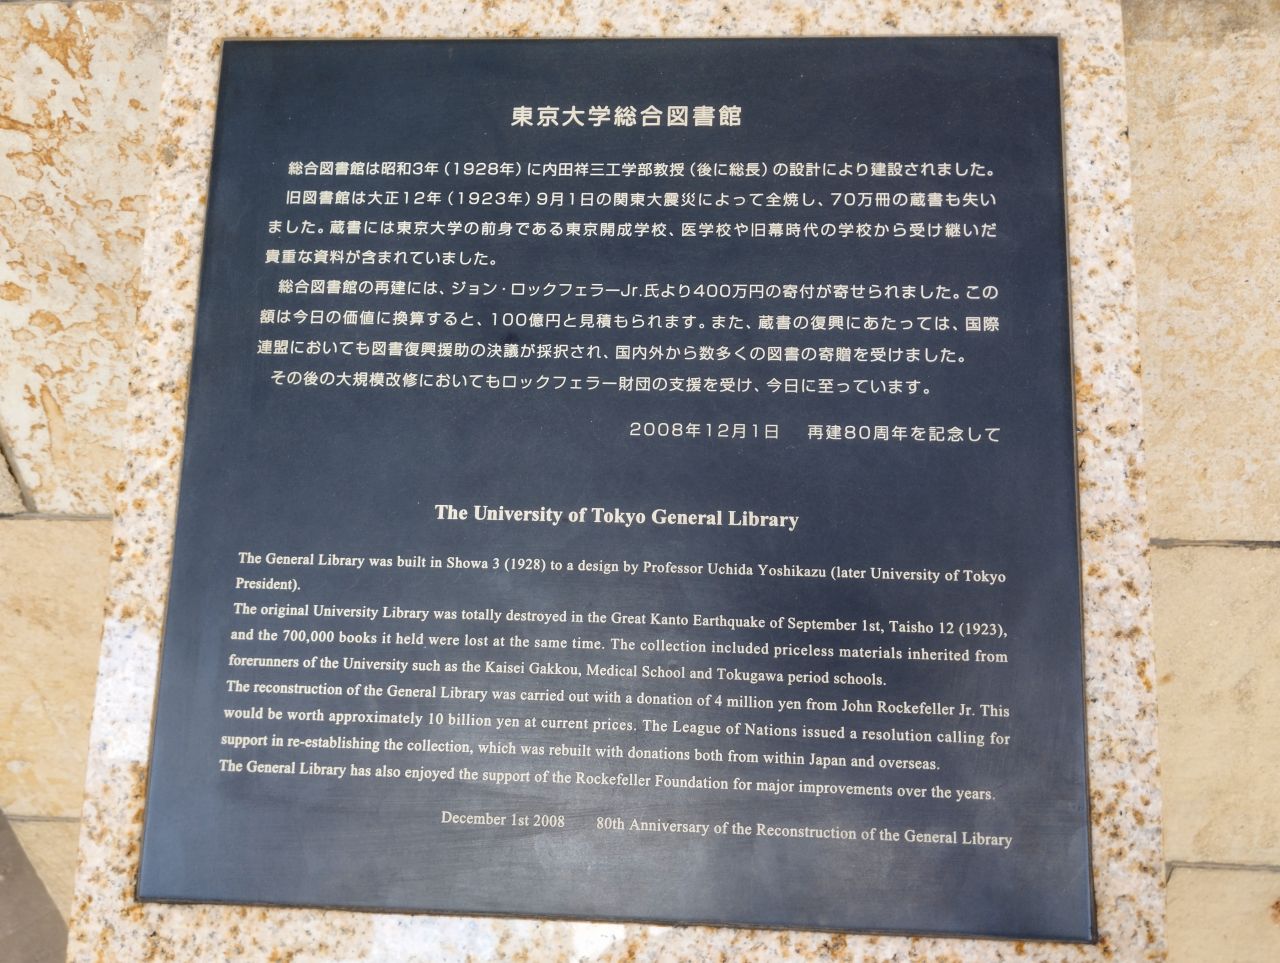 東京大学総合図書館
総合図書館は昭和3年（1928年）に内田祥三工学部教授（後に総長）の設計により建設されました。
旧図書館は大正12年（1923年）9月1日の関東大震災によって全焼し、70万冊の蔵書も失い
ました。蔵書には東京大学の前身である東京開成学校、医学校や旧幕時代の学校から受け継いだ
貴重な資料が含まれていました。
総合図書館の再建には、ジョン・ロックフェラーJr.氏より400万円の寄付が寄せられました。この
額は今日の価値に換算すると、100億円と見積もられます。また、蔵書の復興にあたっては、国際
連盟においても図書復興援助の決議が採択され、国内外から数多くの図書の寄贈を受けました。
その後の大規模改修においてもロックフェラー財団の支援を受け、今日に至っています。
2008年12月1日 再建80周年を記念して
The University of Tokyo General Library
The General Library was built in Showa 3 (1928) to a design by Professor Uchida Yoshikazu (later University of Tokyo
President).
The original University Library was totally destroyed in the Great Kanto Earthquake of September 1st, Taisho 12 (1923),
and the 700,000 books it held were lost at the same time. The collection included priceless materials inherited from
forerunners of the University such as the Kaisei Gakkou, Medical School and Tokugawa period schools.
The reconstruction of the General Library was carried out with a donation of 4 million yen from John Rockefeller Jr. This
would be worth approximately 10 billion yen at current prices. The League of Nations issued a resolution calling for
support in re-establishing the collection, which was rebuilt with donations both from within Japan and overseas.
The General Library has also enjoyed the support of the Rockefeller Foundation for major improvements over the years.
December 1st 2008 80th Anniversary of the Reconstruction of the General Library